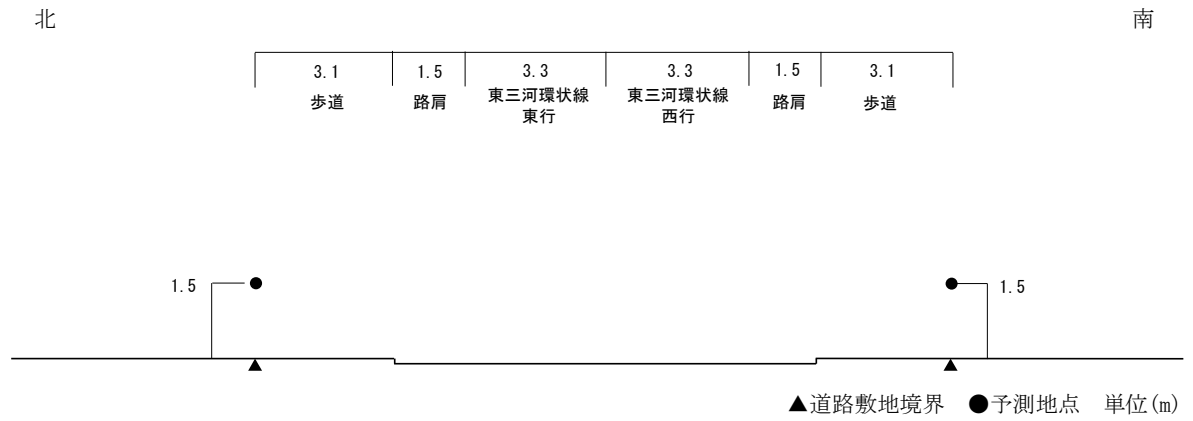 北 南
3.1 1.5 3.3 3.3 1.5 3.1
歩道 路肩 東三河環状線 東三河環状線 路肩 歩道
東行 西行
1.5 1.5
▲道路敷地境界 ●予測地点 単位(m)